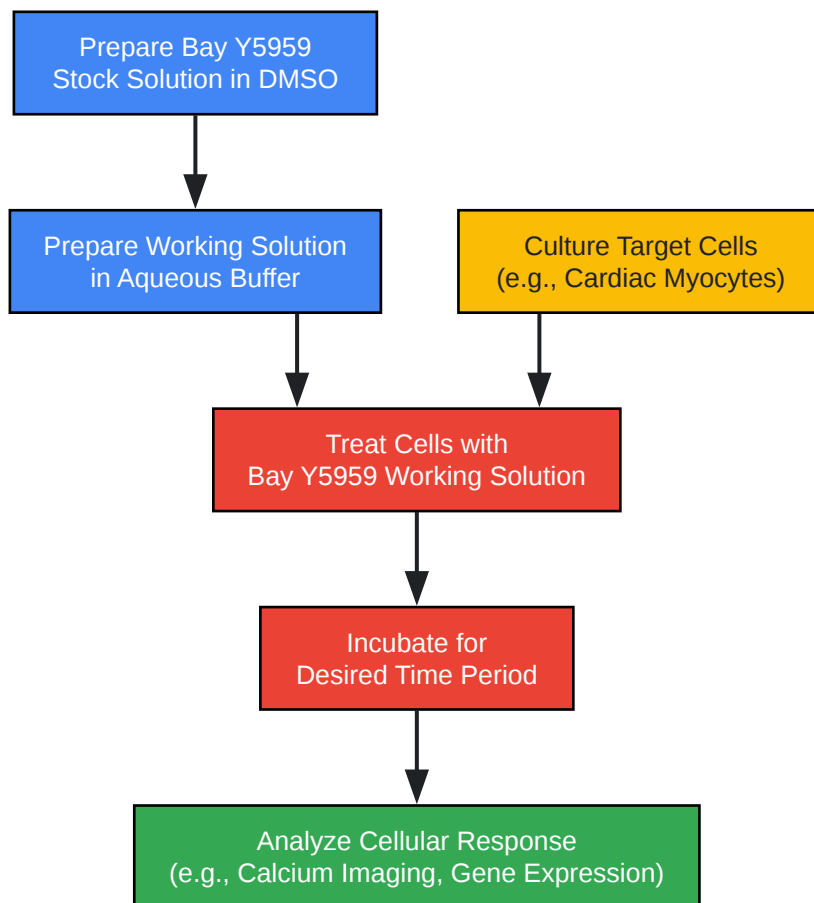 Prepare Bay Y5959
Stock Solution in DMSO
Prepare Working Solution
in Aqueous Buffer
Culture Target Cells
(e.g., Cardiac Myocytes)
Treat Cells with
Bay Y5959 Working Solution
Incubate for
Desired Time Period
Analyze Cellular Response
(e.g., Calcium Imaging, Gene Expression)